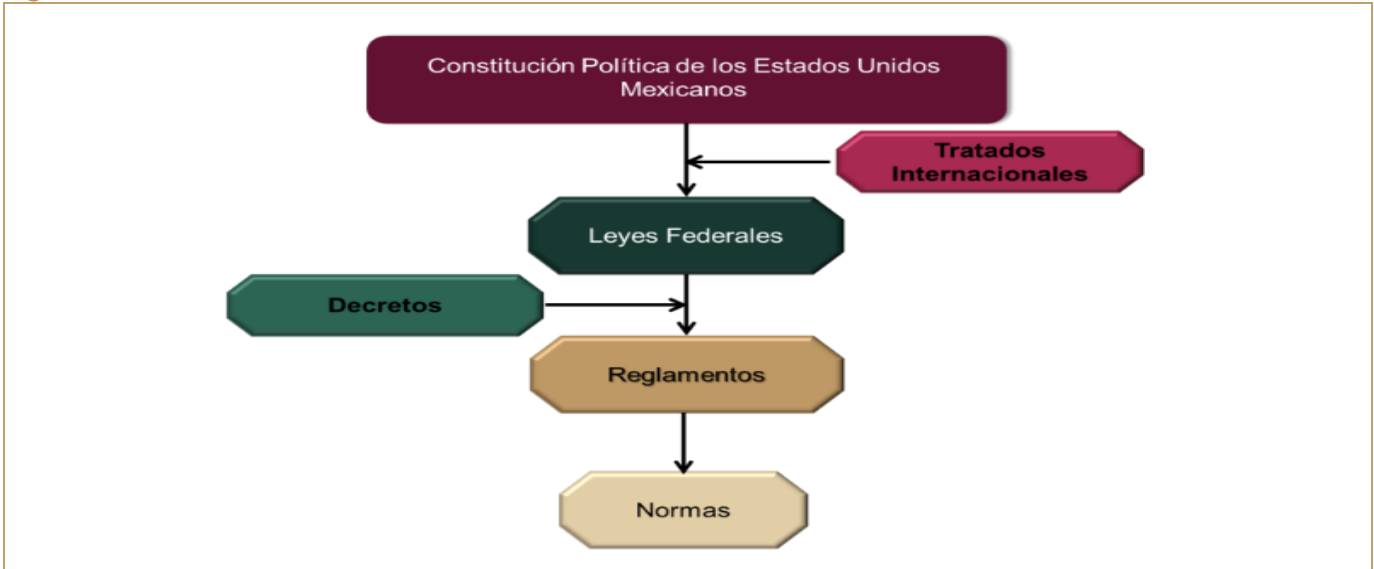 Constitución Política de los Estados Unidos
Mexicanos
Tratados
Internacionales
Leyes Federales
Decretos
Reglamentos
Normas